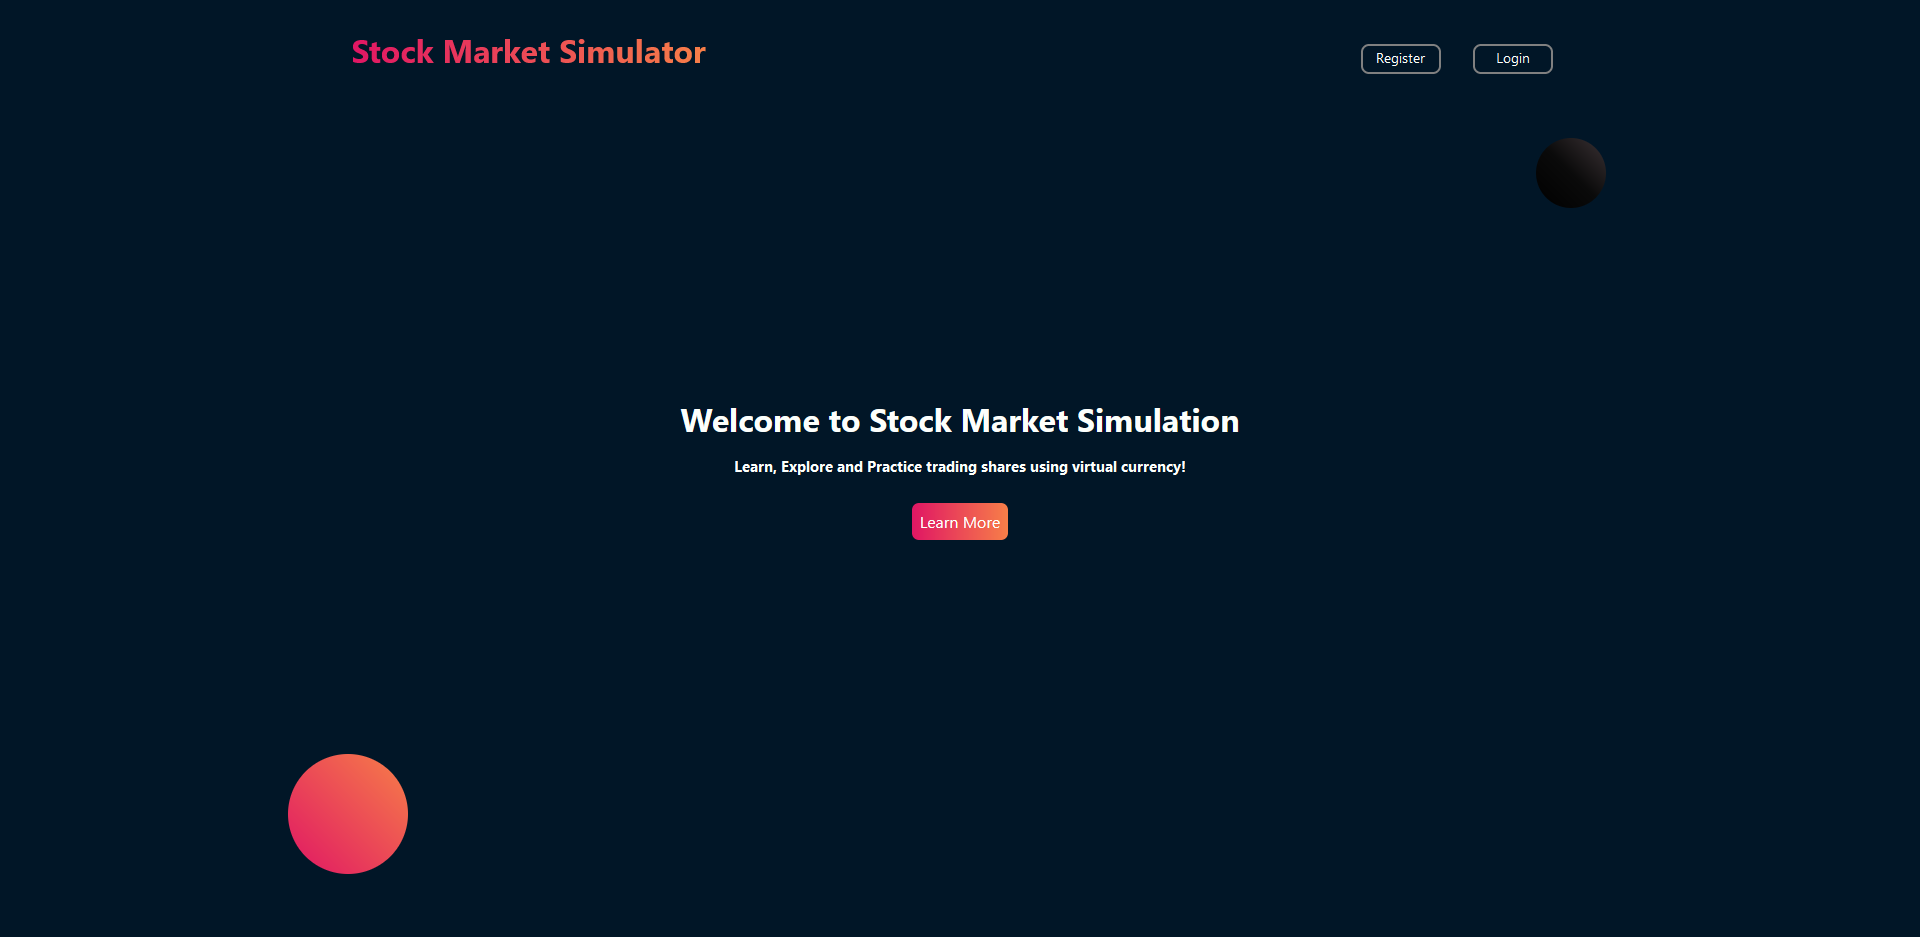 Stock Market Simulator
Register
Login
Welcome to Stock Market Simulation
Learn, Explore and Practice trading shares using virtual currency!
Learn More